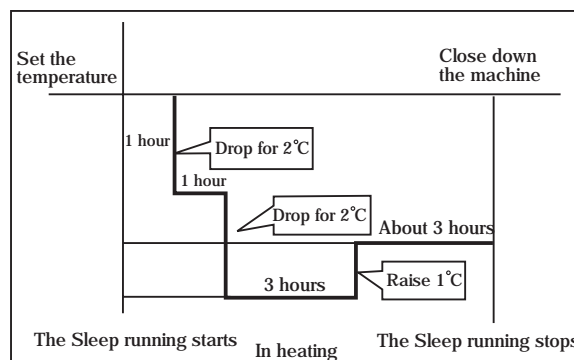 Set the
temperature
Close down
the machine
1 hour
Drop for 2°C
1 hour
Drop for 2°C
About 3 hours
3 hours
Raise 1°C
The Sleep running starts
In heating
The Sleep running stops